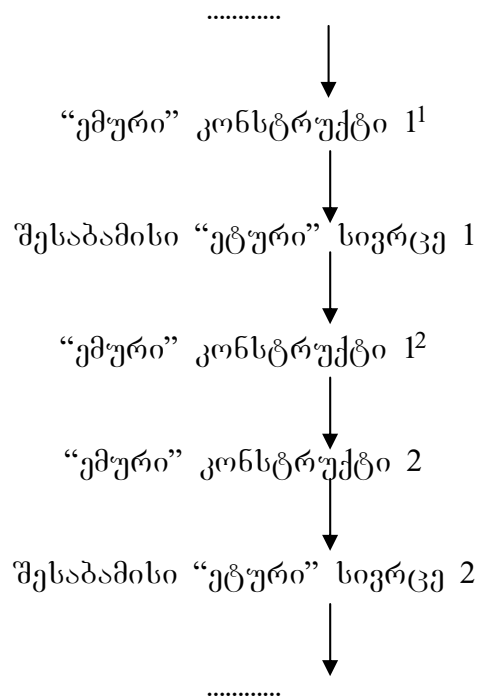 ............
“ემური” კონსტრუქტი 1¹
შესაბამისი “ეტური” სივრცე 1
“ემური” კონსტრუქტი 1²
“ემური” კონსტრუქტი 2
შესაბამისი “ეტური” სივრცე 2
............